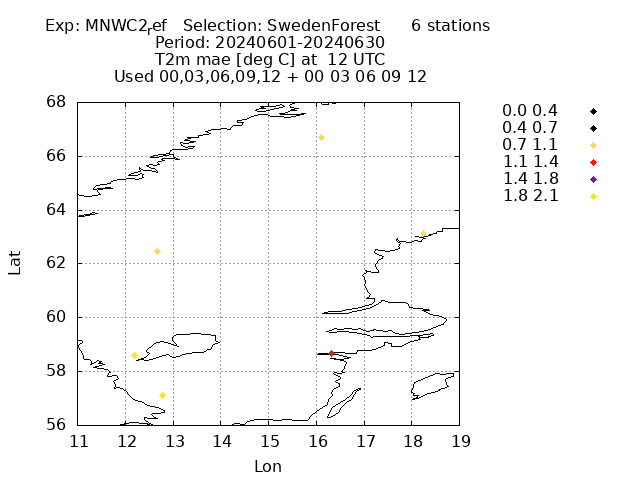 Exp: MNWC2ref Selection: SwedenForest 6 stations
Period: 20240601-20240630
T2m mae [deg C] at 12 UTC
Used 00,03,06,09,12 + 00 03 06 09 12
0.0 0.4
0.4 0.7
0.7 1.1
1.1 1.4
1.4 1.8
1.8 2.1
68
66
64
62
60
58
56
Lat
11 12 13 14 15 16 17 18 19
Lon